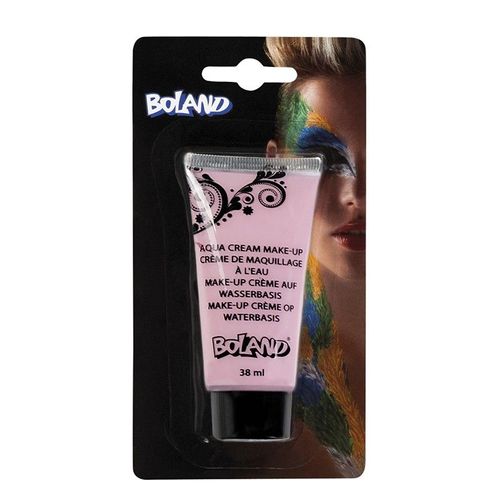 BOLAND
AQUA CREAM MAKE-UP
CRÈME DE MAQUILLAGE
À L'EAU
MAKE-UP CRÈME AUF
WASSERBASIS
MAKE-UP CRÈME OP
WATERBASIS
BOLAND
38 ml